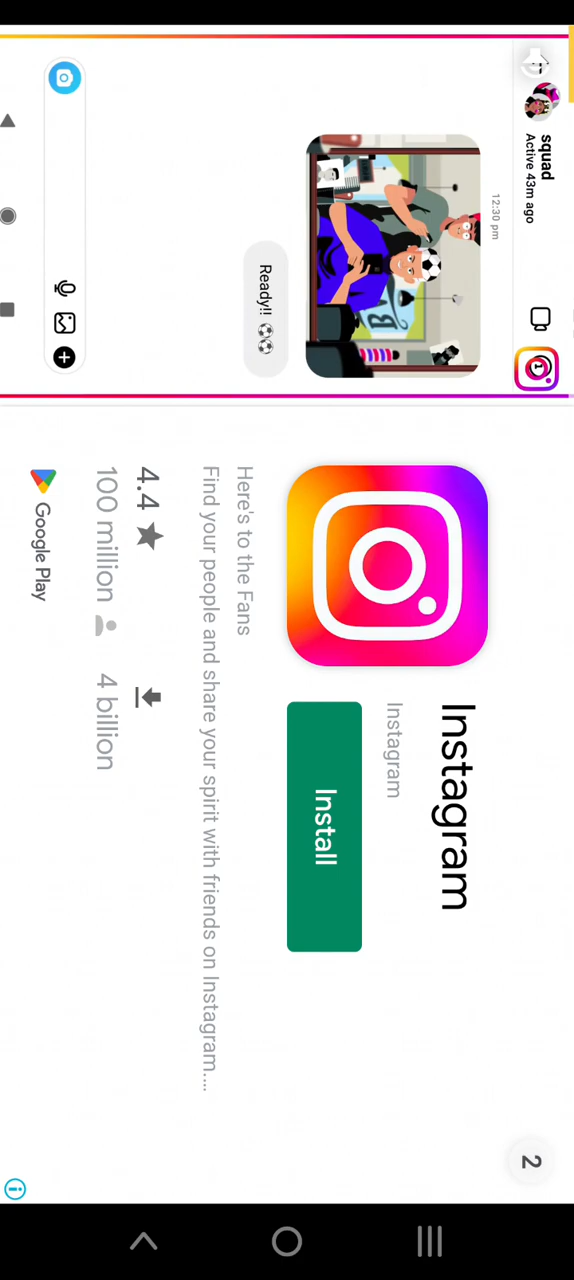 squad
Active 43m ago
12:30 pm
Ready!! ⚽⚽
Instagram
Instagram
Install
Here's to the Fans
Find your people and share your spirit with friends on Instagram....
4.4 ★
100 million
4 billion
Google Play
2